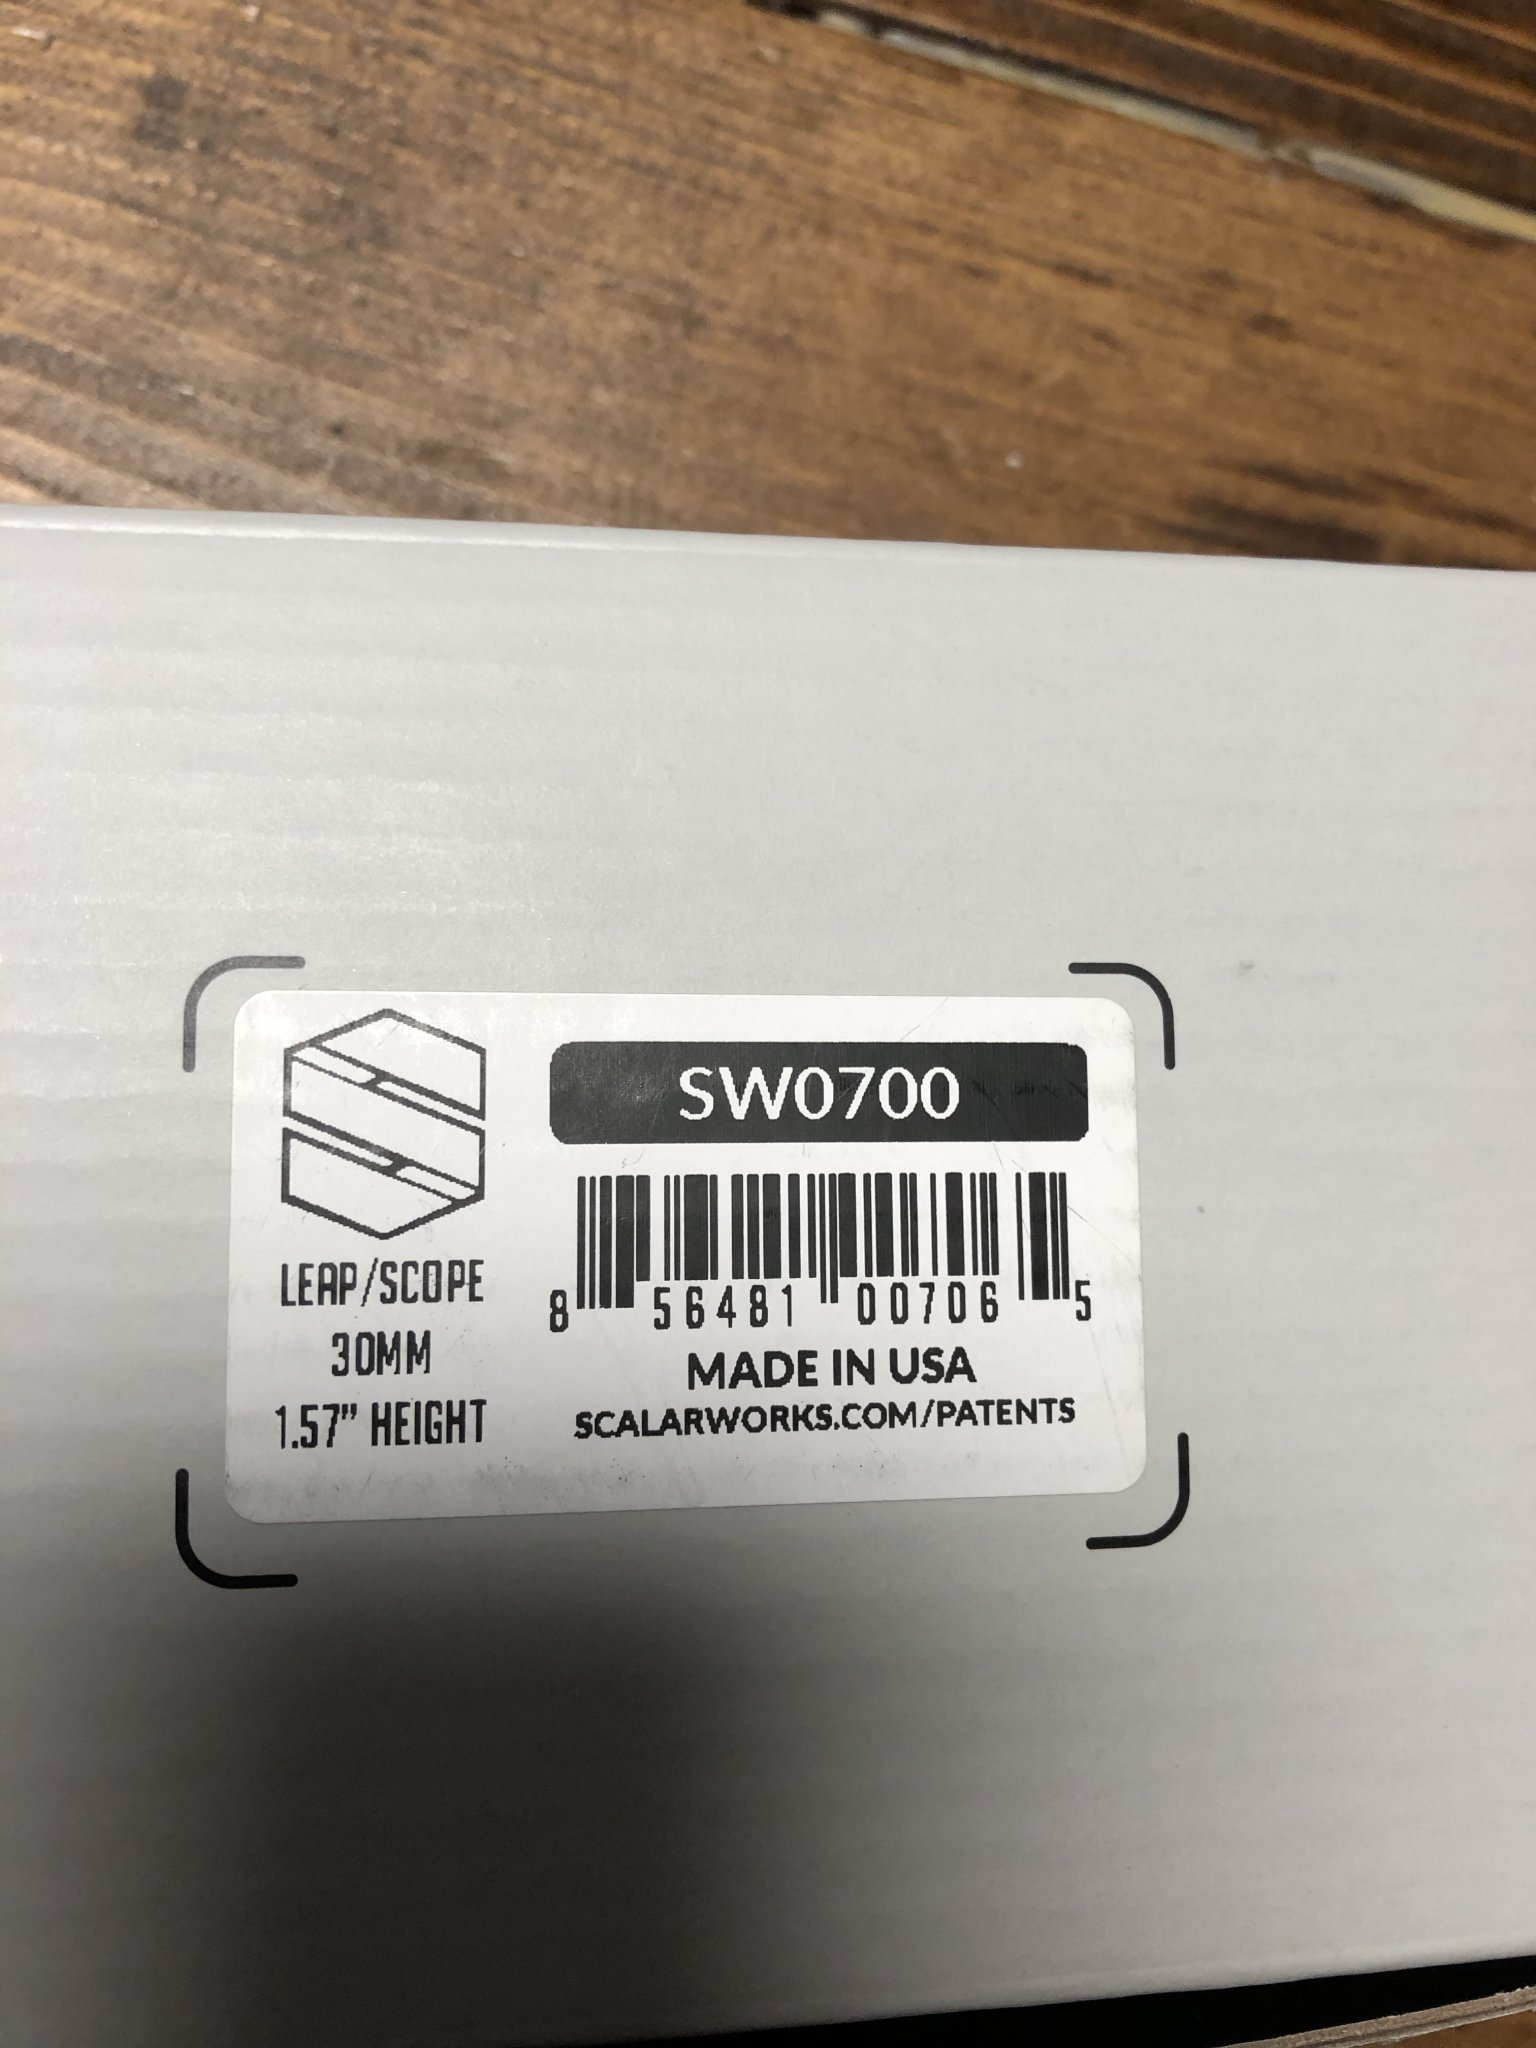 SW0700
LEAP/SCOPE
30MM
1.57" HEIGHT
8 56481 00706 5
MADE IN USA
SCALARWORKS.COM/PATENTS